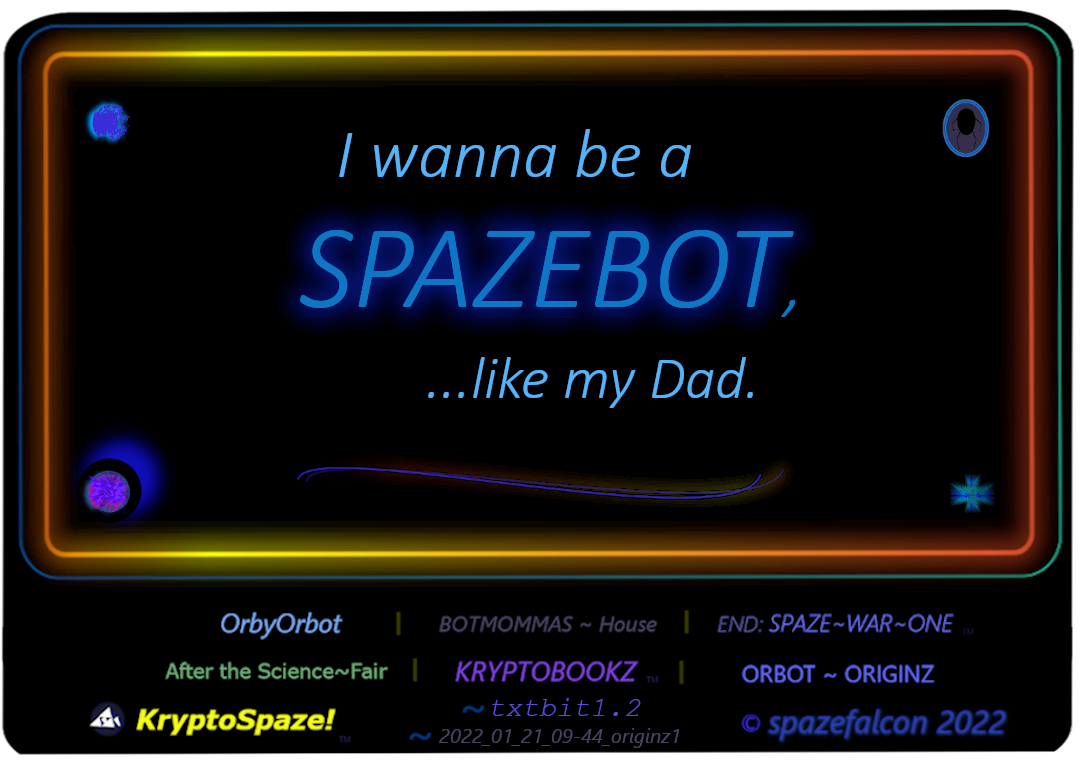 I wanna be a
SPAZEBOT,
...like my Dad.
OrbyOrbot | BOTMOMMAS ~ House | END: SPAZE~WAR~ONE TM
After the Science~Fair | KRYPTOBOOKZ TM | ORBOT ~ ORIGINZ
KryptoSpaze! TM
~ txtbit1.2
~ 2022_01_21_09-44_originz1
© spazefalcon 2022